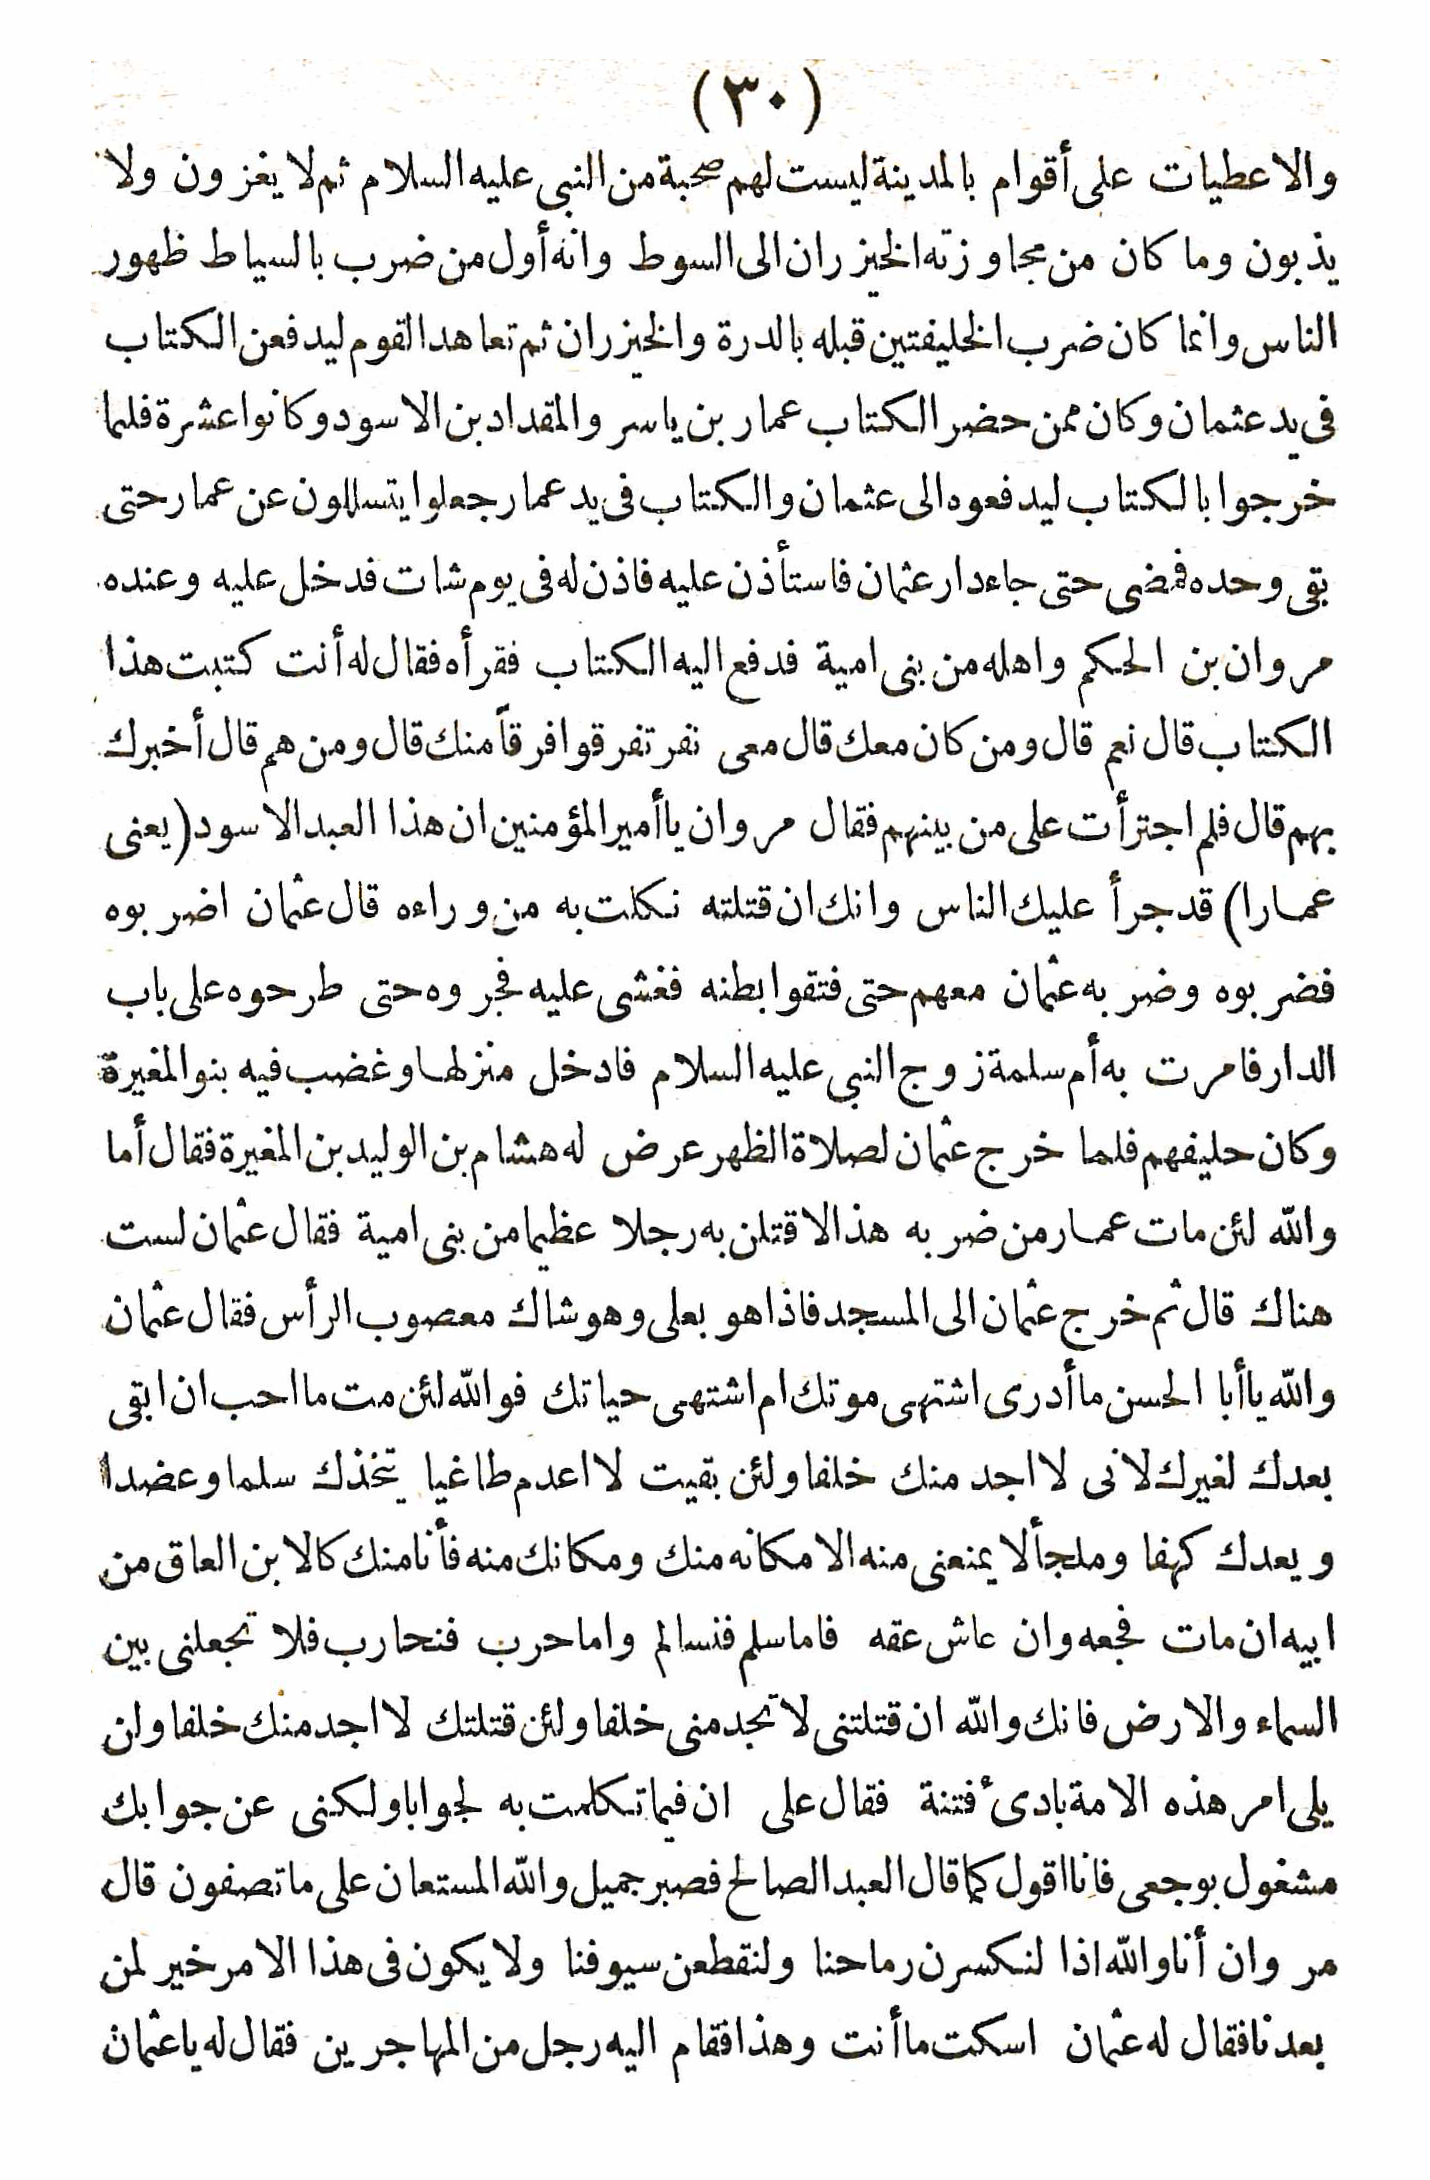 (٣٠)
والاعطيات على أقوام بالمدينة ليست لهم صحبة من النبى عليه السلام ثم لا يغزون ولا
يذبون وما كان من مجاوزته الخيزران الى السوط وانه أول من ضرب بالسياط ظهور
الناس وانما كان ضرب الخليفتين قبله بالدرة والخيزران ثم تعاهد القوم ليدفعن الكتاب
فى يد عثمان وكان ممن حضر الكتاب عمار بن ياسر والمقداد بن الاسود وكانوا عشرة فلما
خرجوا بالكتاب ليدفعوه الى عثمان والكتاب فى يد عمار جعلوا يتسللون عن عمار حتى
بقى وحده فمضى حتى جاء دار عثمان فاستأذن عليه فاذن له فى يوم شات فدخل عليه وعنده
مروان بن الحكم واهله من بنى امية فدفع اليه الكتاب فقرأه فقال له أنت كتبت هذا
الكتاب قال نعم قال ومن كان معك قال معى نفر تفرقوا فرقاً منك قال ومن هم قال أخبرك
بهم قال فلم اجترأت على من بينهم فقال مروان يا أمير المؤمنين ان هذا العبد الاسود (يعنى
عمارا) قد جرأ عليك الناس وانك ان قتلته نكلت به من وراءه قال عثمان اضربوه
فضربوه وضربه عثمان معهم حتى فتقوا بطنه فغشى عليه فجروه حتى طرحوه على باب
الدار فامرت به أم سلمة زوج النبى عليه السلام فادخل منزلها وغضب فيه بنو المغيرة
وكان حليفهم فلما خرج عثمان لصلاة الظهر عرض له هشام بن الوليد بن المغيرة فقال أما
والله لئن مات عمار من ضربه هذا لاقتلن به رجلا عظيما من بنى امية فقال عثمان لست
هناك قال ثم خرج عثمان الى المسجد فاذا هو بعلى وهو شاك معصوب الرأس فقال عثمان
والله يا أبا الحسن ما أدرى اشتهى موتك ام اشتهى حياتك فوالله لئن مت ما احب ان ابقى
بعدك لغيرك لانى لا اجد منك خلفا ولئن بقيت لا اعدم طاغيا يتخذك سلما وعضدا
ويعدك كهفا وملجأ لا يمنعنى منه الا مكانه منك ومكانك منه فأنا منك كالابن العاق من
ابيه ان مات فجعه وان عاش عقه فاما سلم فنسالم واما حرب فنحارب فلا تجعلنى بين
السماء والارض فانك والله ان قتلتنى لا تجد منى خلفا ولئن قتلتك لا اجد منك خلفا ولن
يلى امر هذه الامة بادىٔ فتنة فقال على ان فيما تكلمت به لجوابا ولكنى عن جوابك
مشغول بوجعى فانا اقول كما قال العبد الصالح فصبر جميل والله المستعان على ما تصفون قال
مروان أنا والله اذا لنكسرن رماحنا ولنقطعن سيوفنا ولا يكون فى هذا الامر خير لمن
بعدنا فقال له عثمان اسكت ما أنت وهذا فقام اليه رجل من المهاجرين فقال له يا عثمان